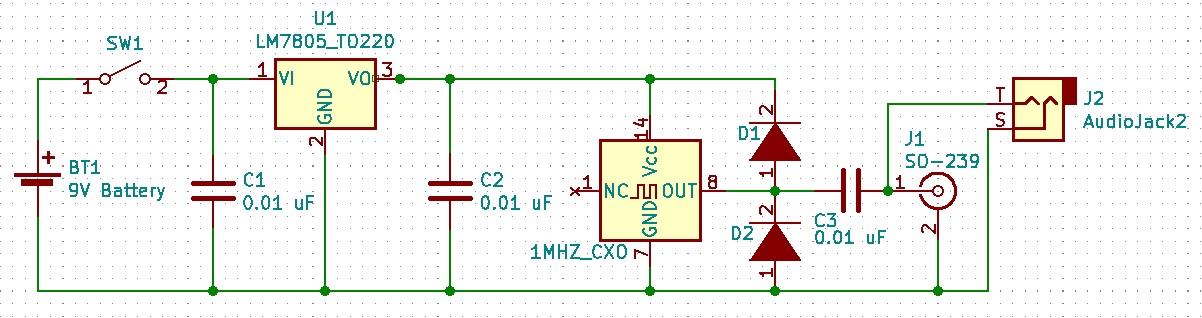 SW1
1
2
U1
LM7805_TO220
1
VI
VO
3
GND
2
+
BT1
9V Battery
C1
0.01 uF
C2
0.01 uF
14
Vcc
1
NC
OUT
8
GND
7
1MHZ_CXO
D1
2
1
D2
2
1
C3
0.01 uF
J1
SO-239
1
2
T
S
J2
AudioJack2